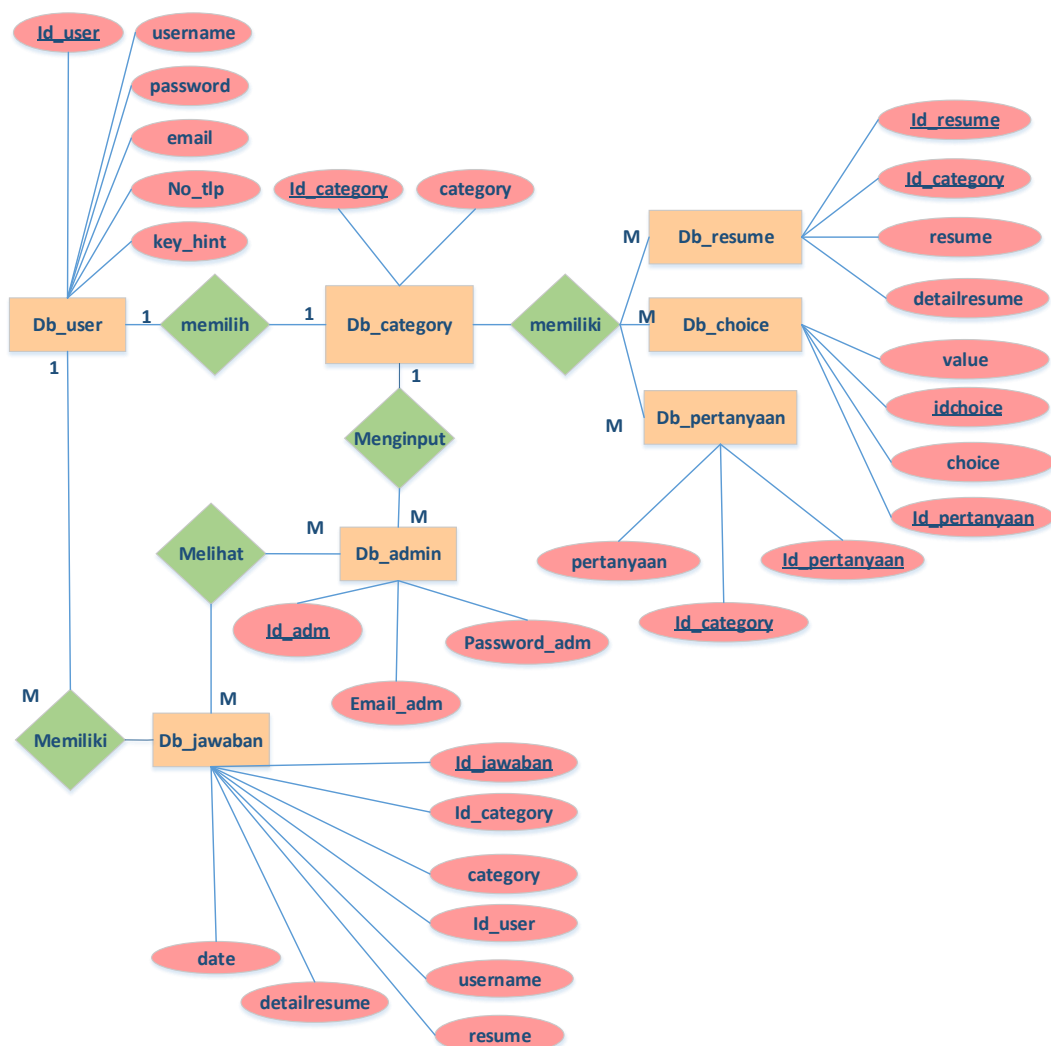 Id_user
username
password
email
No_tlp
key_hint
Id_category
category
Id_resume
Id_category
resume
detailresume
M
Db_resume
Db_user
1
memilih
1
Db_category
memiliki
M
Db_choice
value
idchoice
choice
Id_pertanyaan
1
1
M
Db_pertanyaan
Menginput
M
M
Melihat
Db_admin
pertanyaan
Id_pertanyaan
Id_category
Id_adm
Password_adm
Email_adm
M
M
Memiliki
Db_jawaban
Id_jawaban
Id_category
category
Id_user
date
username
detailresume
resume